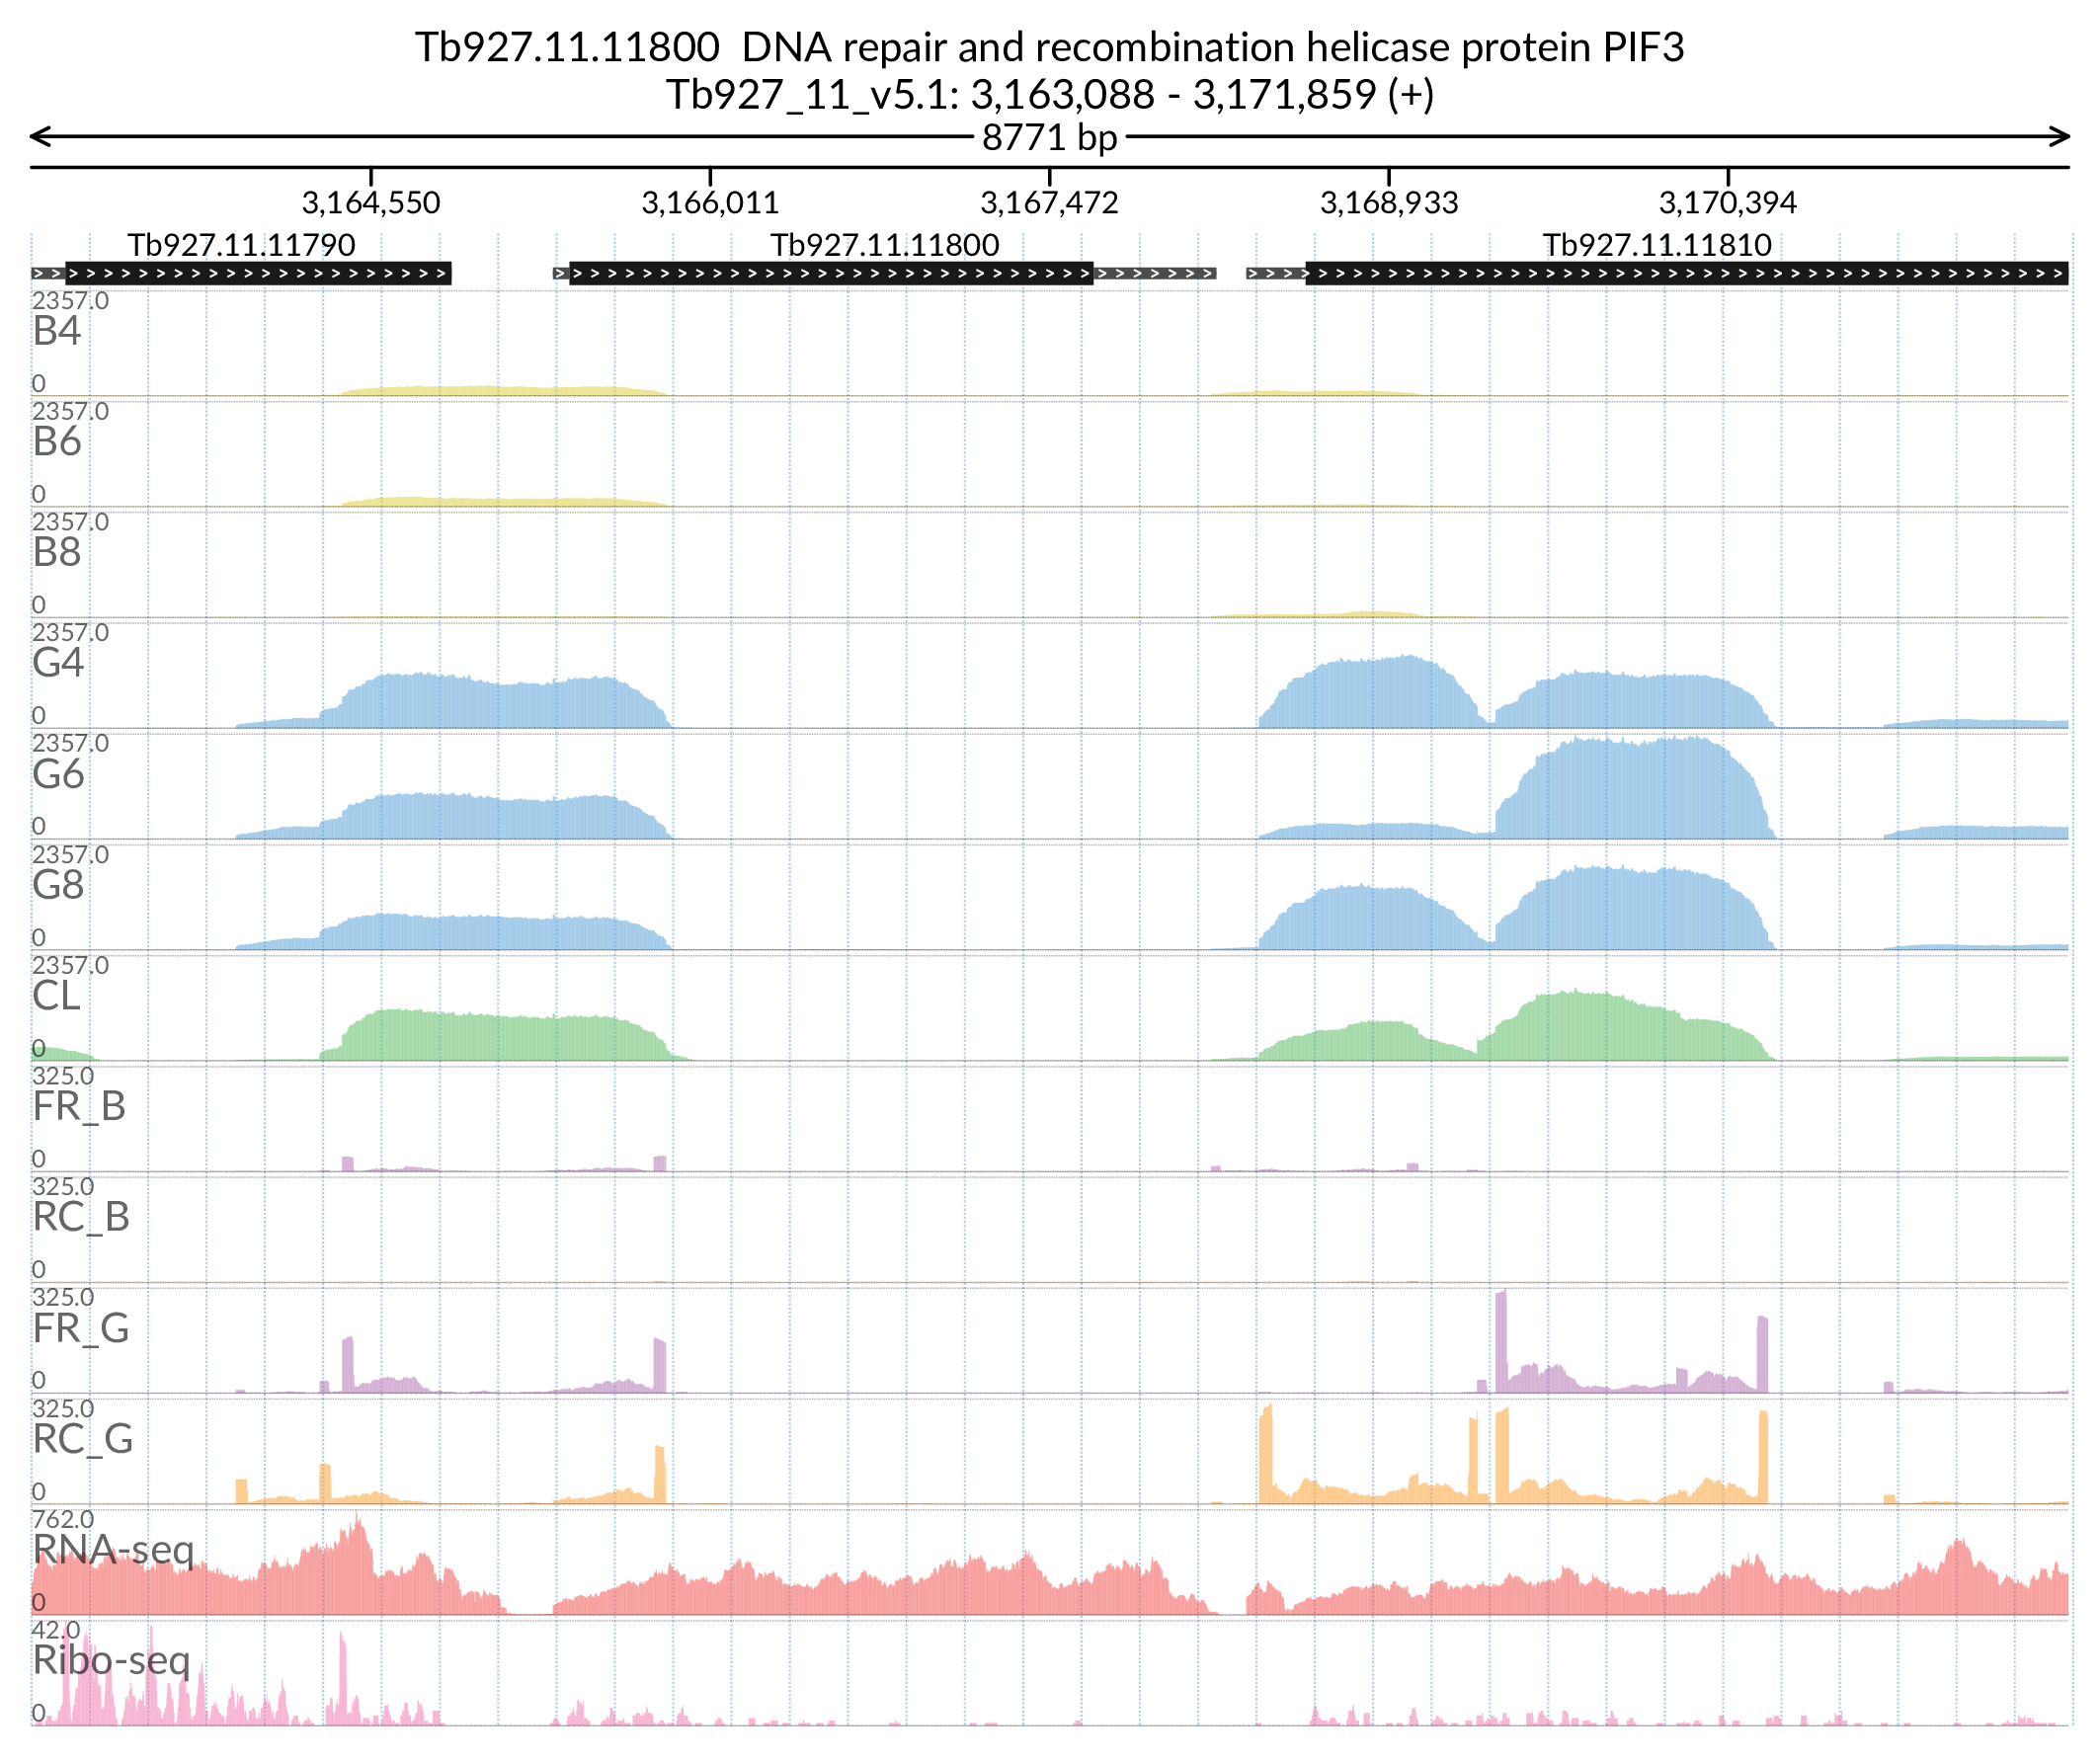 Tb927.11.11800  DNA repair and recombination helicase protein PIF3
Tb927_11_v5.1: 3,163,088 - 3,171,859 (+)
8771 bp
3,164,550 3,166,011 3,167,472 3,168,933 3,170,394
Tb927.11.11790 Tb927.11.11800 Tb927.11.11810
2357.0
B4
0
2357.0
B6
0
2357.0
B8
0
2357.0
G4
0
2357.0
G6
0
2357.0
G8
0
2357.0
CL
0
325.0
FR_B
0
325.0
RC_B
0
325.0
FR_G
0
325.0
RC_G
0
762.0
RNA-seq
0
42.0
Ribo-seq
0